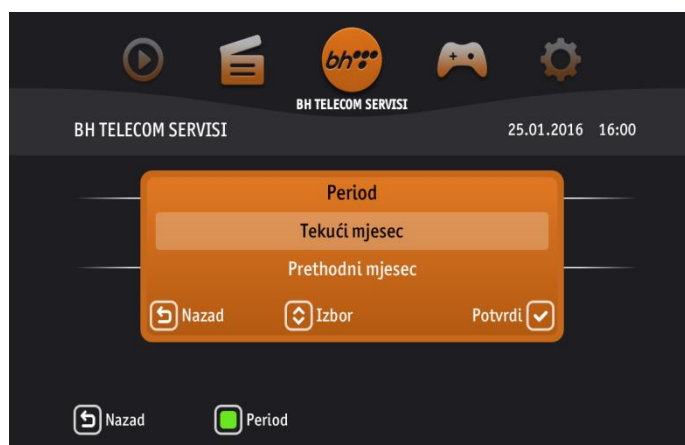 bh
BH TELECOM SERVISI
BH TELECOM SERVISI 25.01.2016 16:00
Period
Tekući mjesec
Prethodni mjesec
Nazad Izbor Potvrdi
Nazad Period